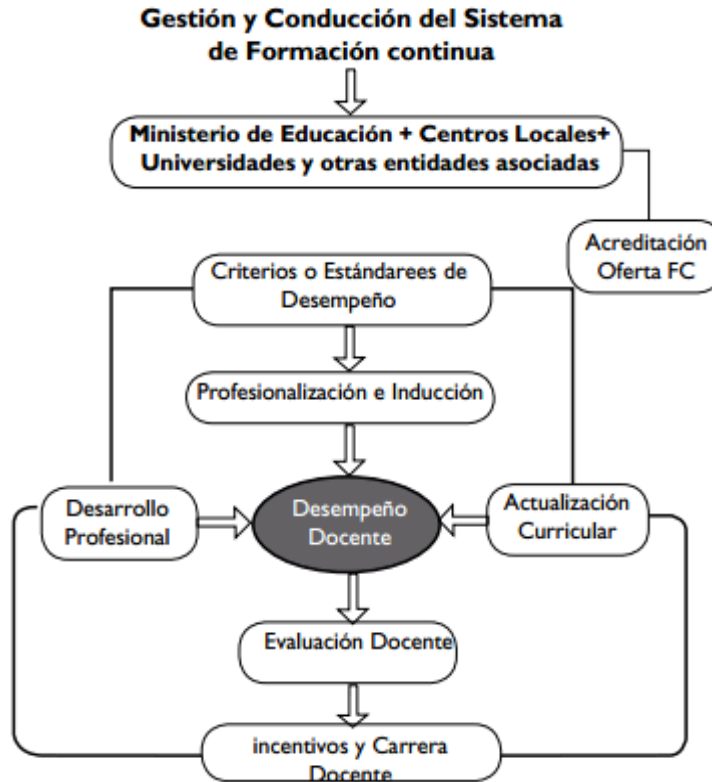 Gestión y Conducción del Sistema
de Formación continua
Ministerio de Educación + Centros Locales+
Universidades y otras entidades asociadas
Acreditación
Oferta FC
Criterios o Estándarees de
Desempeño
Profesionalización e Inducción
Desarrollo
Profesional
Desempeño
Docente
Actualización
Curricular
Evaluación Docente
incentivos y Carrera
Docente